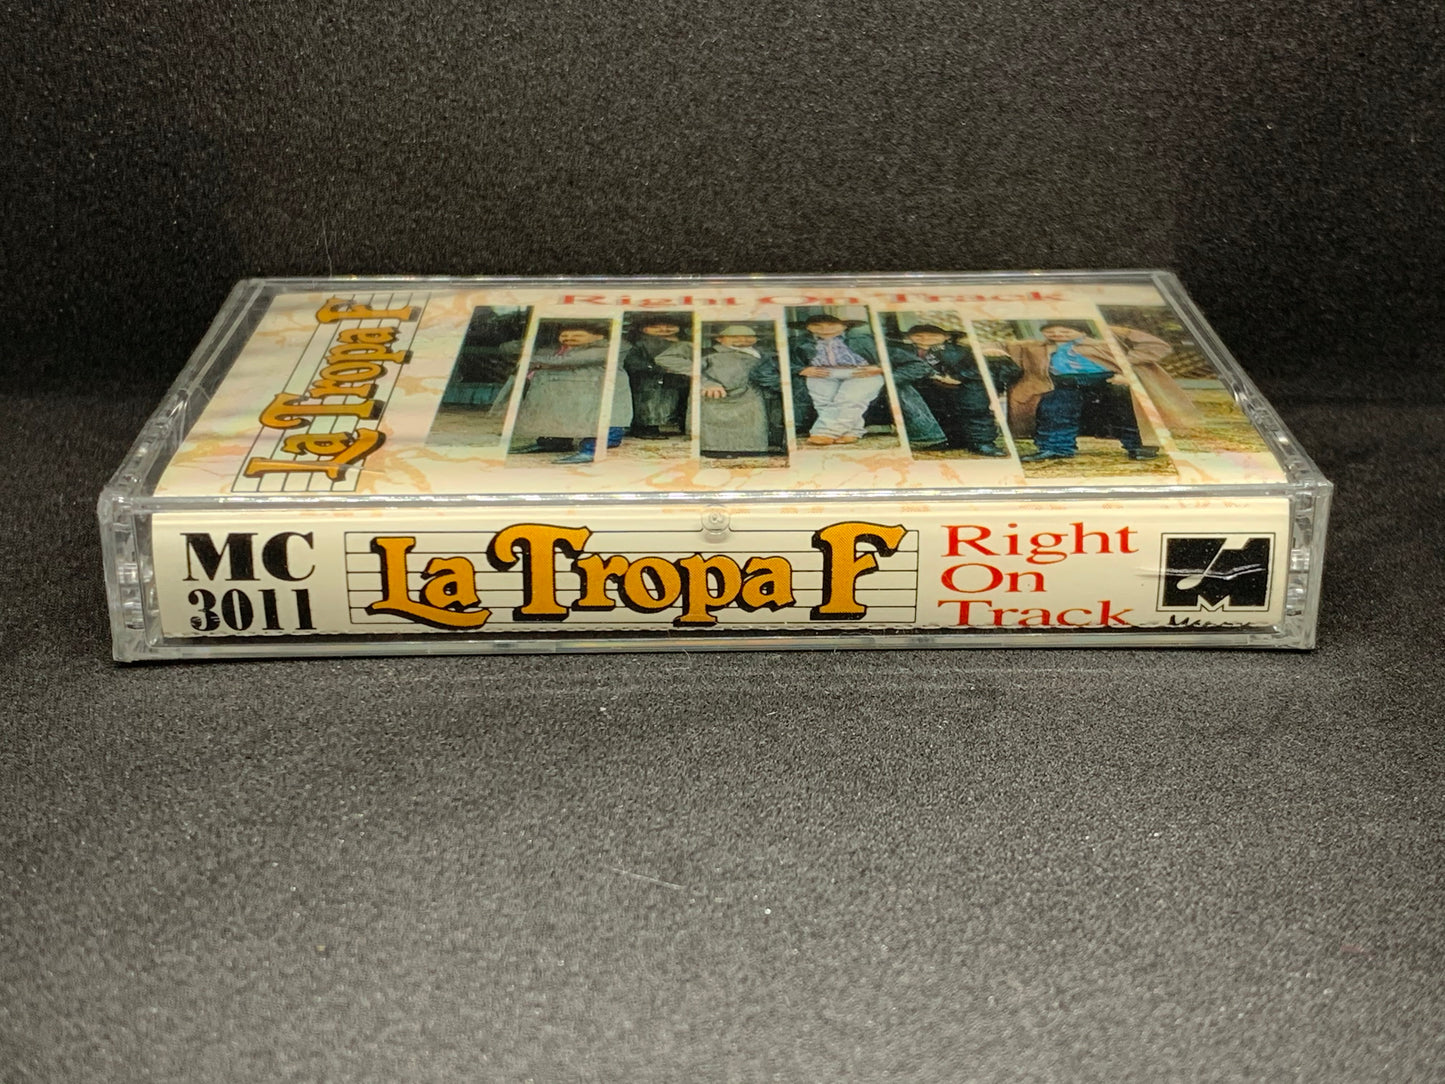 Right On Track
La Tropa F
MC
3011
La Tropa F
Right
On
Track
M